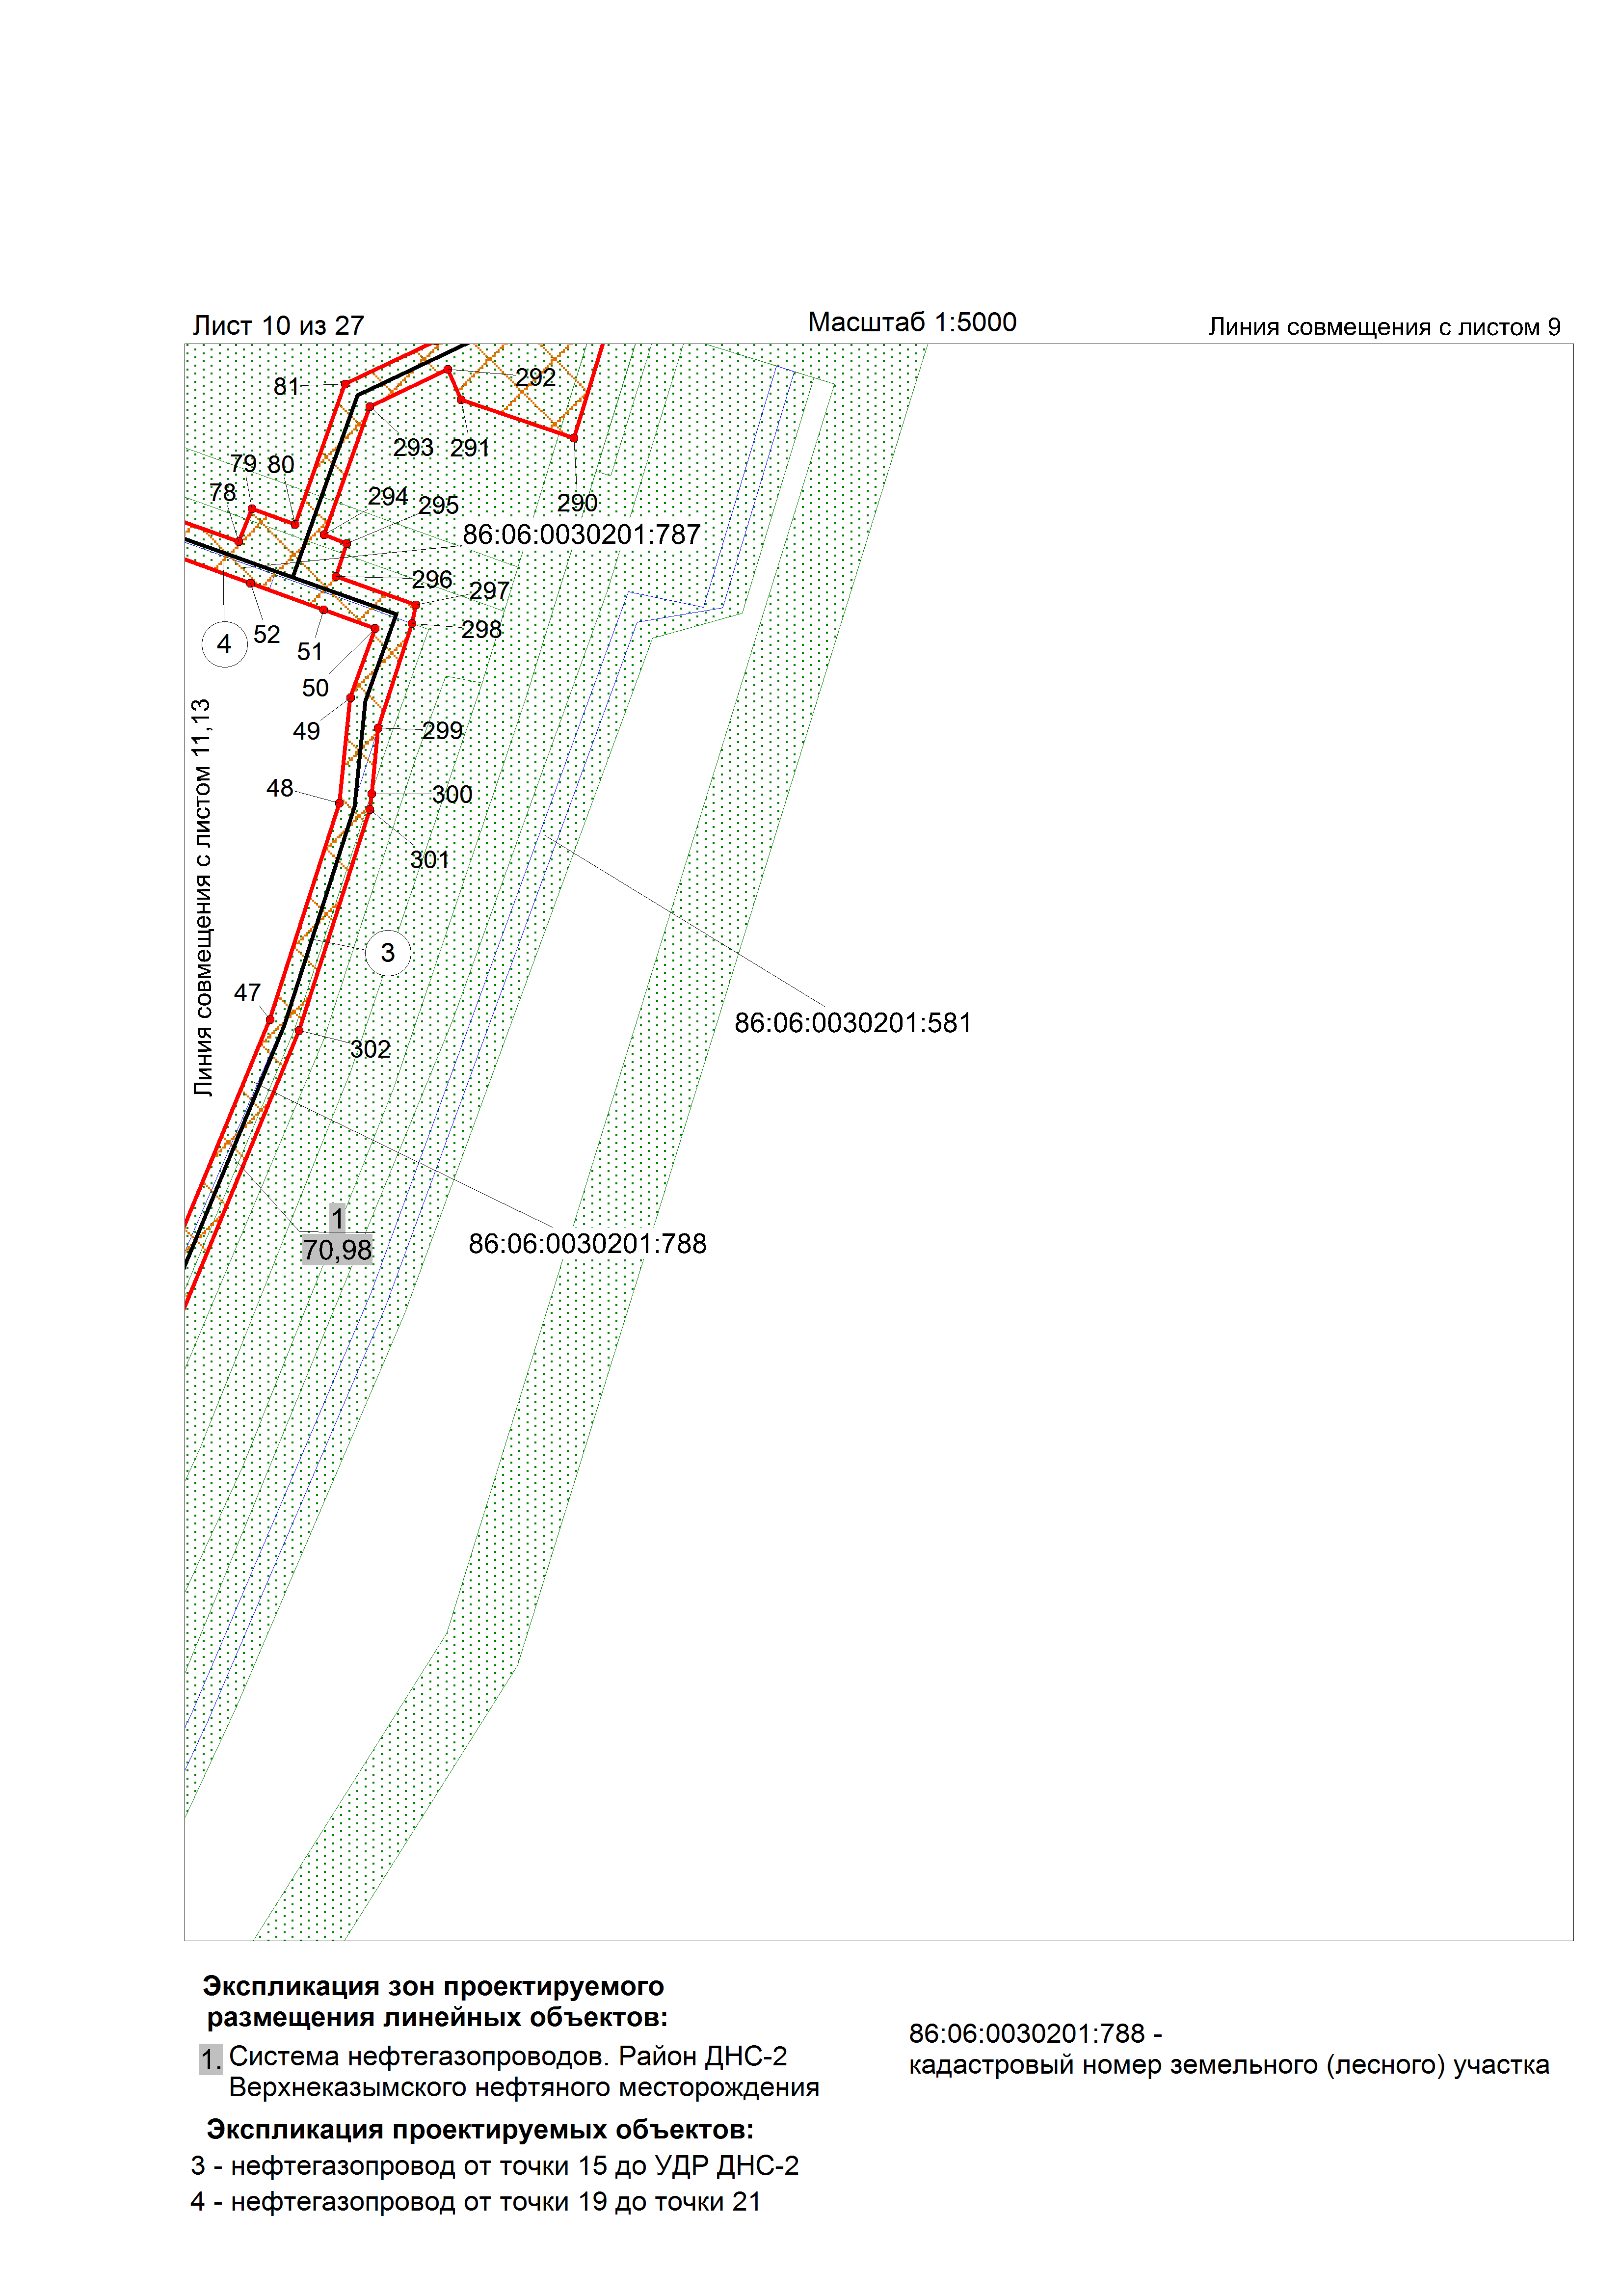 Лист 10 из 27
Масштаб 1:5000
Линия совмещения с листом 9
81
292
293
291
79
80
78
294
295
290
86:06:0030201:787
296
297
4
52
298
51
50
49
299
48
300
Линия совмещения с листом 11,13
301
3
47
86:06:0030201:581
302
1
70,98
86:06:0030201:788
Экспликация зон проектируемого
размещения линейных объектов:
1. Система нефтегазопроводов. Район ДНС-2
Верхнеказымского нефтяного месторождения
86:06:0030201:788 -
кадастровый номер земельного (лесного) участка
Экспликация проектируемых объектов:
3 - нефтегазопровод от точки 15 до УДР ДНС-2
4 - нефтегазопровод от точки 19 до точки 21